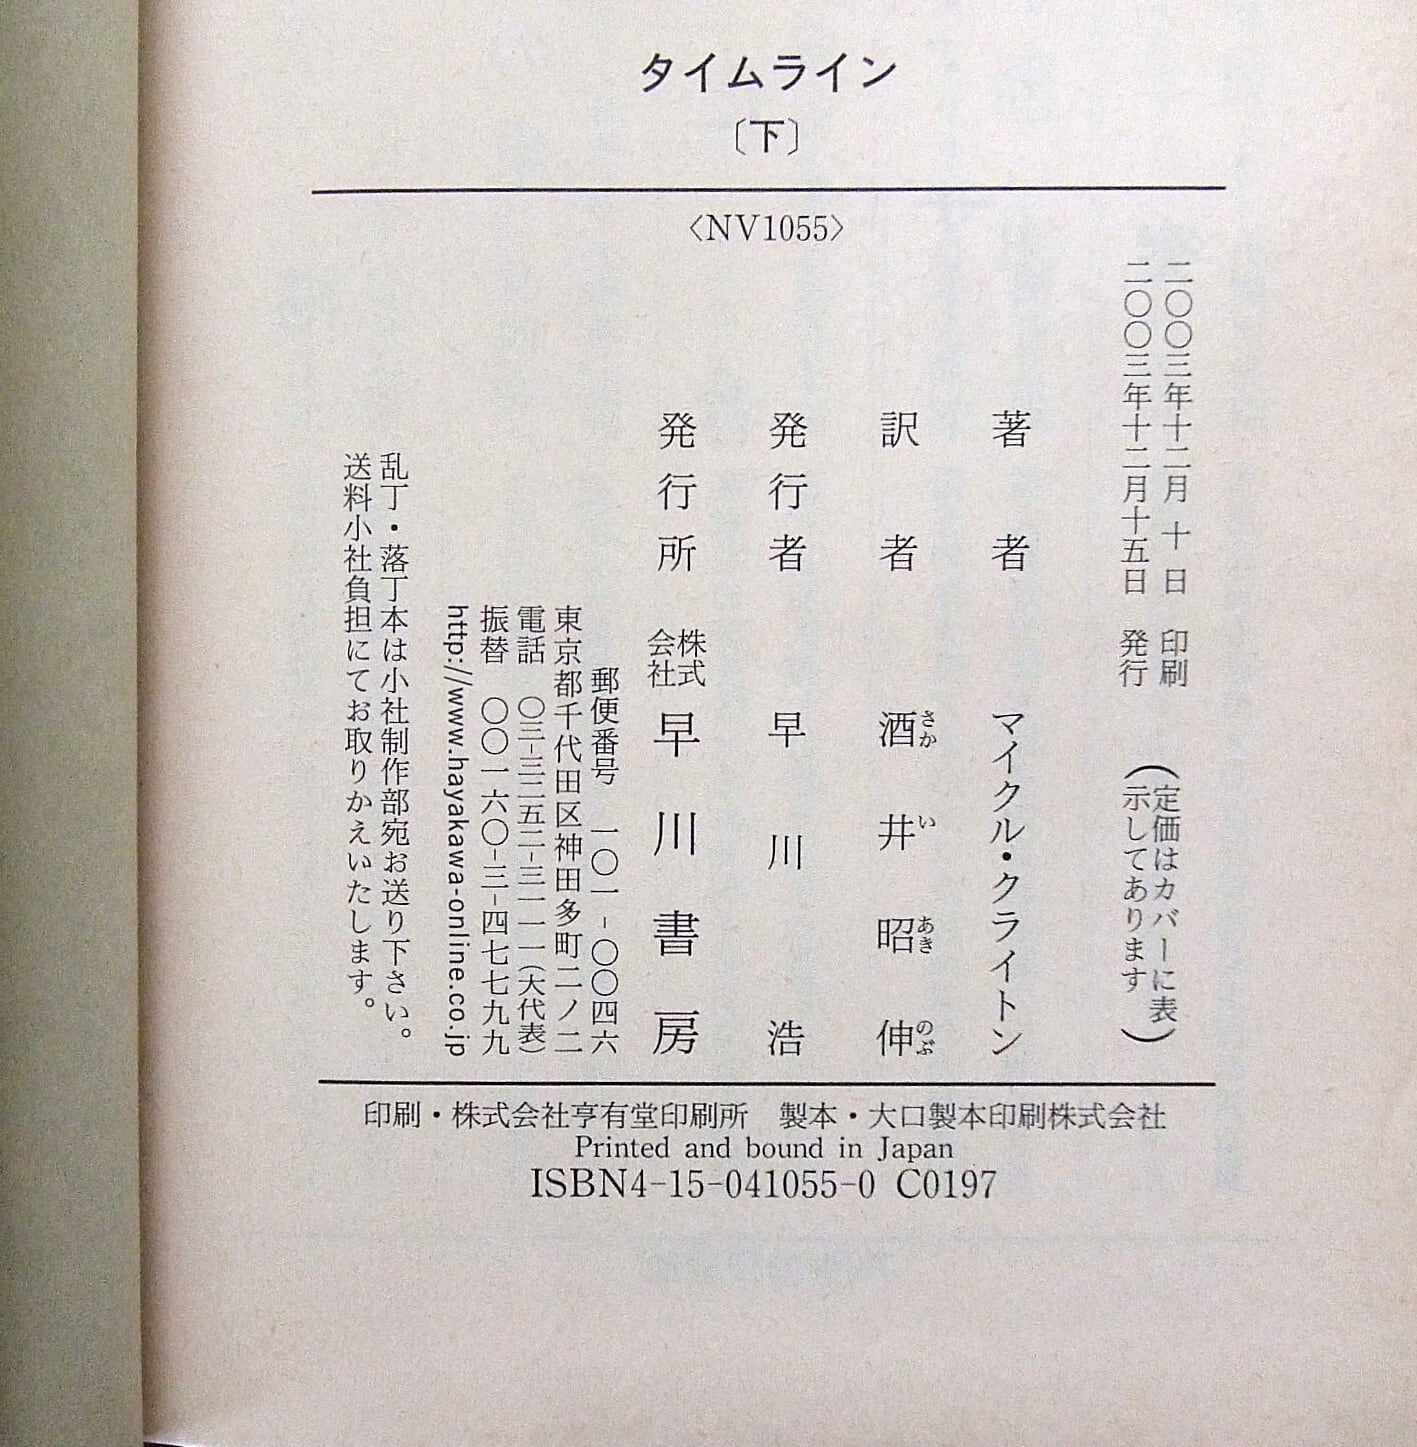 タイムライン
〔下〕
〈NV1055〉
二〇〇三年十二月 十 日 印刷
二〇〇三年十二月十五日 発行
（定価はカバーに表
示してあります）
著者 マイクル・クライトン
訳者 酒井昭伸
さか い あき のぶ
発行者 早川 浩
発行所 株式会社 早川書房
郵便番号 一〇一-〇〇四六
東京都千代田区神田多町二ノ二
電話 〇三-三二五二-三一一一(大代表)
振替 〇〇一六〇-三-四七七九九
http://www.hayakawa-online.co.jp
乱丁・落丁本は小社制作部宛お送り下さい。
送料小社負担にてお取りかえいたします。
印刷・株式会社亨有堂印刷所 製本・大口製本印刷株式会社
Printed and bound in Japan
ISBN4-15-041055-0 C0197